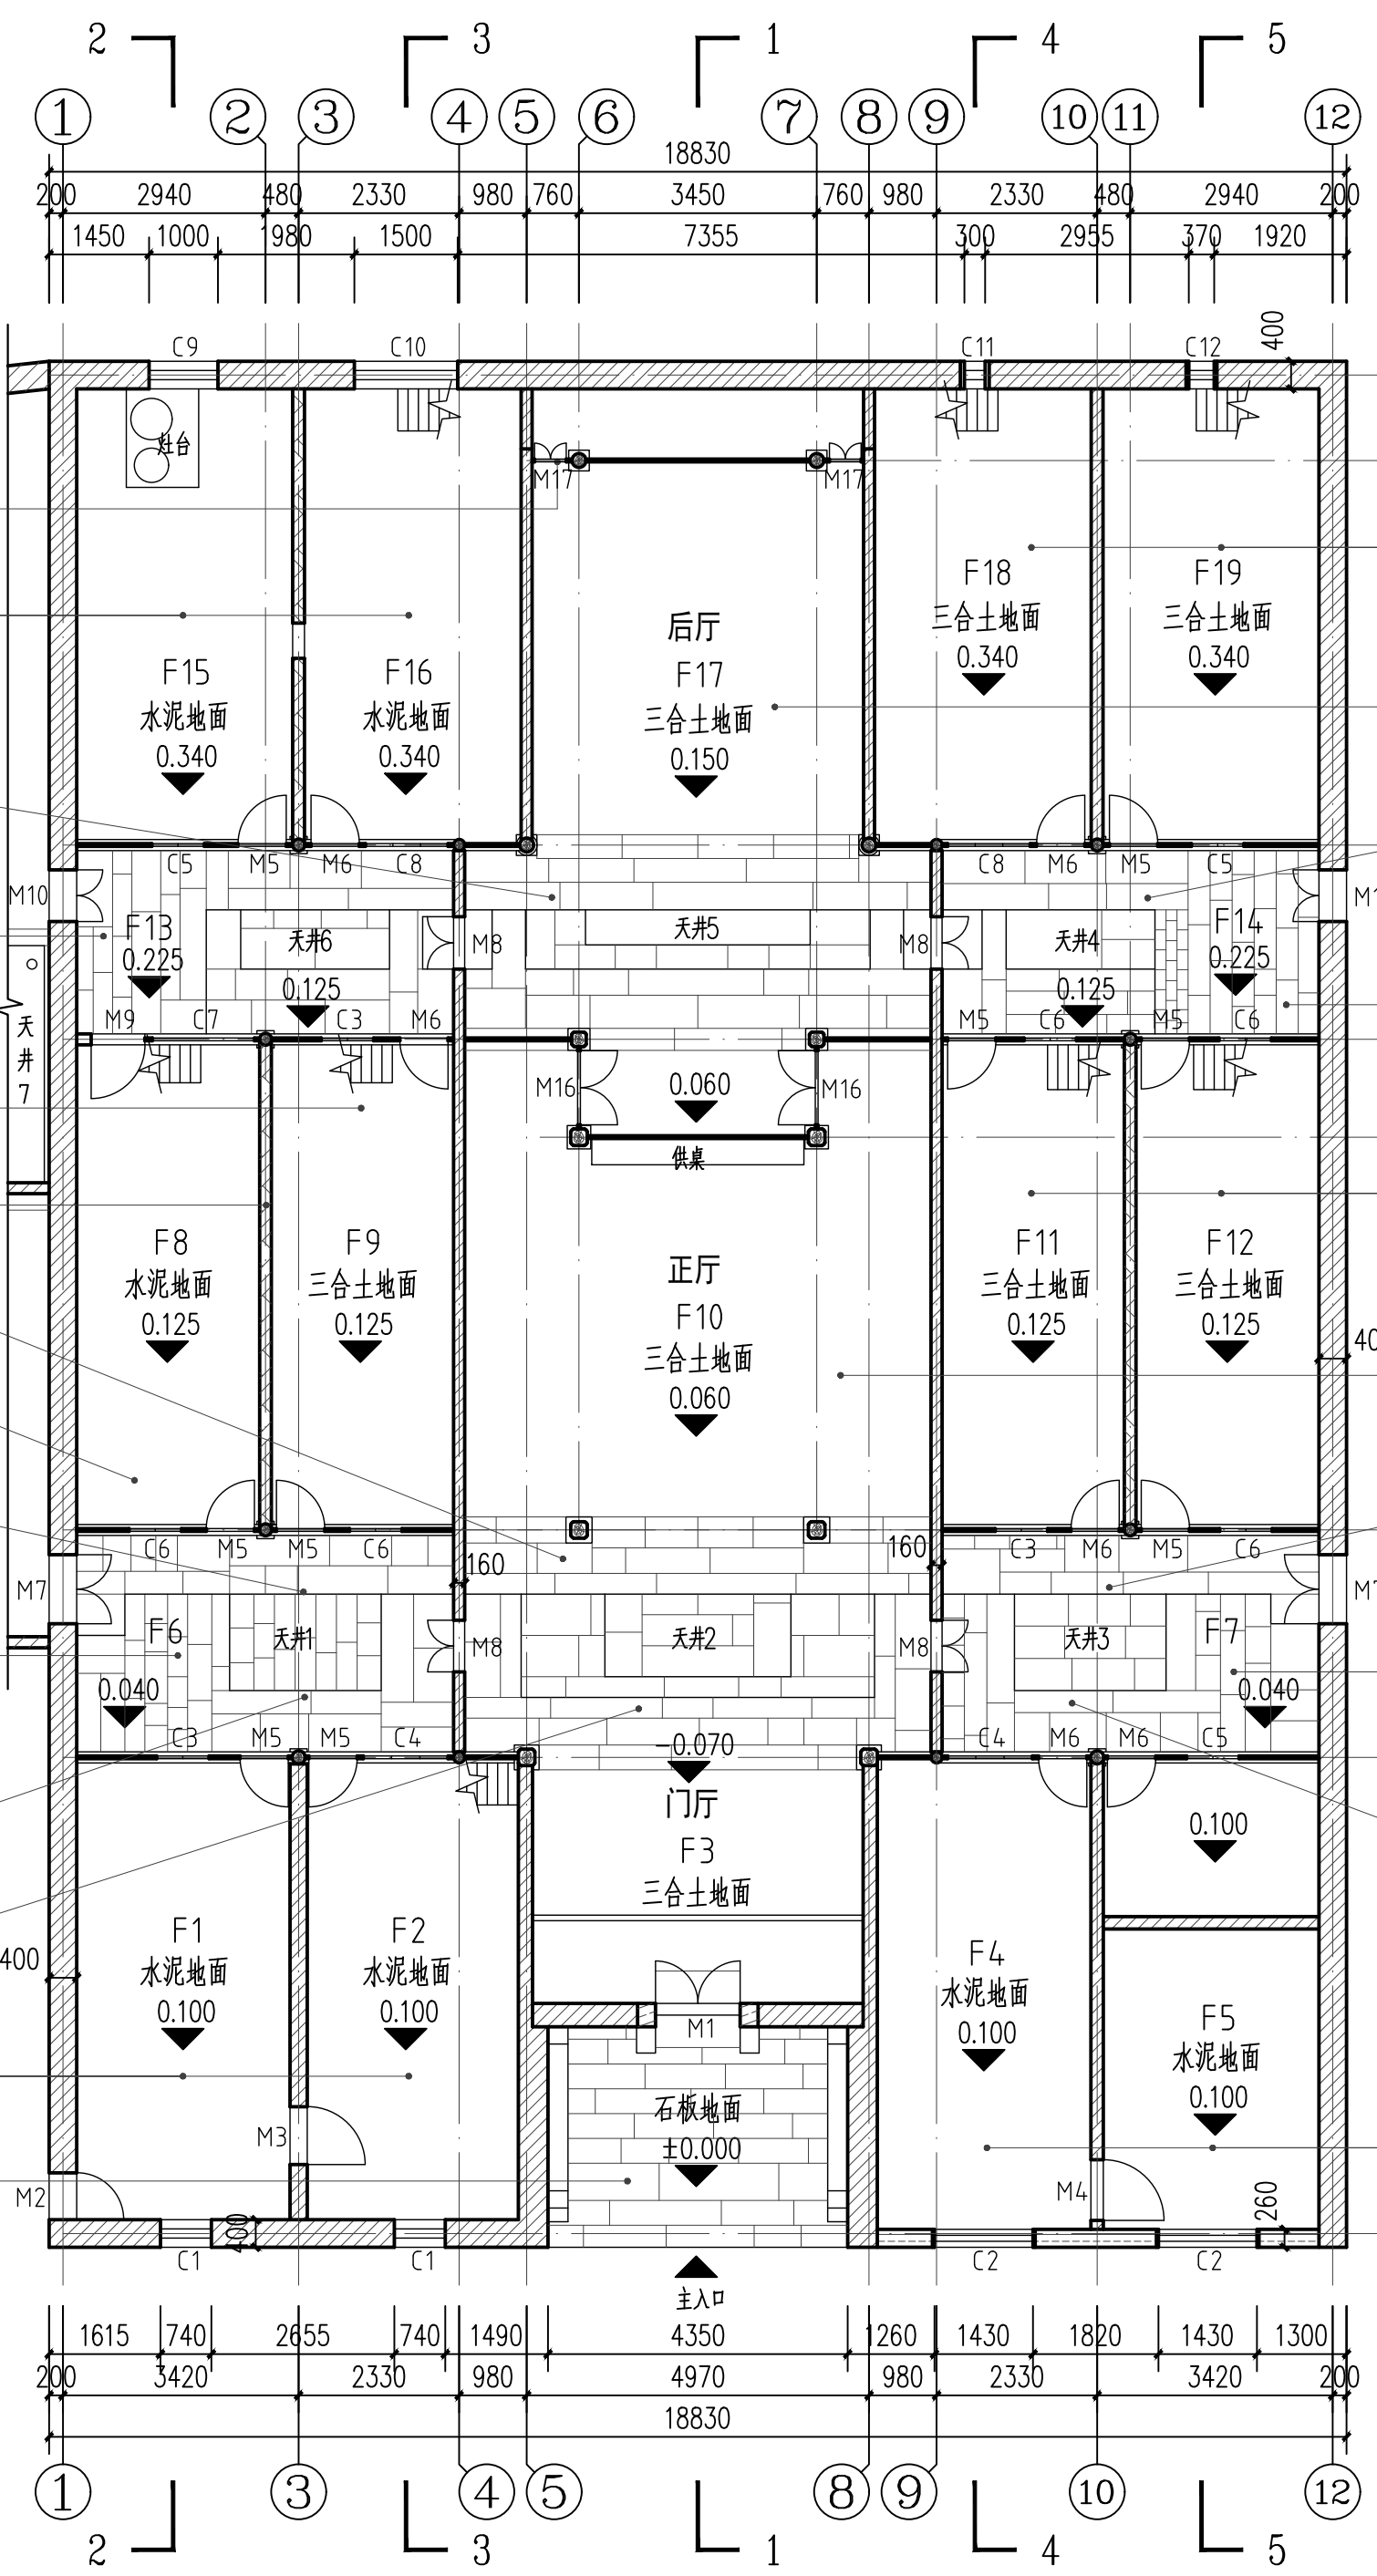 2 3 1 4 5
1 2 3 4 5 6 7 8 9 10 11 12
18830
200 2940 480 2330 980 760 3450 760 980 2330 480 2940 200
1450 1000 1980 1500 7355 300 2955 370 1920
400
C9 C10 C11 C12
灶台
M17 M17
F18 F19
三合土地面 三合土地面
0.340 0.340
后厅
F15 F16 F17
水泥地面 水泥地面 三合土地面
0.340 0.340 0.150
C5 M5 M6 C8 C8 M6 M5 C5
M10
F13 天井6 M8 天井5 M8 天井4 F14
0.225 0.225
0.125 0.125
M9 C7 C3 M6 M5 C6 M5 C6
天
井
7
M16 0.060 M16
供桌
F8 F9 正厅 F11 F12
水泥地面 三合土地面 F10 三合土地面 三合土地面
0.125 0.125 三合土地面 0.125 0.125
0.060
C6 M5 M5 C6 160 160 C3 M6 M5 C6
M7
F6 天井1 M8 天井2 M8 天井3 F7
0.040 0.040
C3 M5 M5 C4 -0.070 C4 M6 M6 C5
门厅
F3
三合土地面
0.100
F1 F2 F4
水泥地面 水泥地面 水泥地面
0.100 0.100 0.100
400
F5
水泥地面
0.100
M1
石板地面
±0.000
M3 M4
M2
400 260
C1 C1 C2 C2
主入口
1615 740 2655 740 1490 4350 1260 1430 1820 1430 1300
200 3420 2330 980 4970 980 2330 3420 200
18830
1 3 4 5 8 9 10 12
2 3 1 4 5